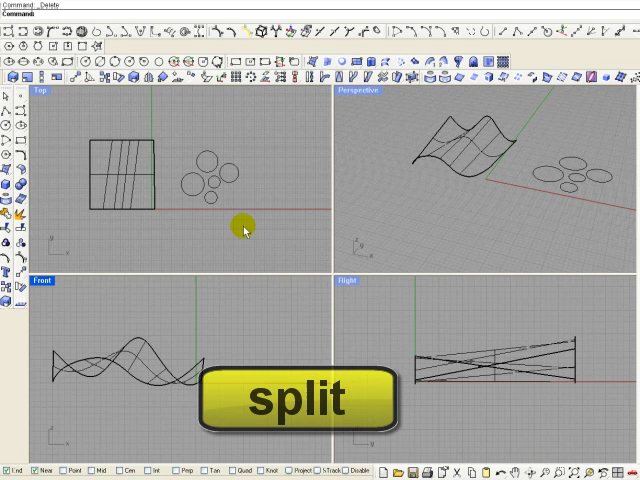 Command: _Delete
Command:
Top
Perspective
y
x
z
y
x
Front
Right
split
z
x
z
y
End Near Point Mid Cen Int Perp Tan Quad Knot Project STrack Disable